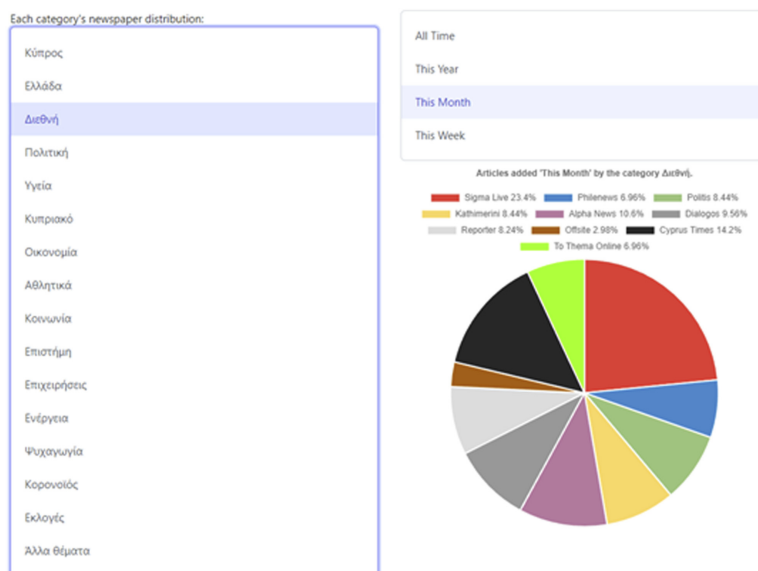 Each category's newspaper distribution:
Κύπρος
Ελλάδα
Διεθνή
Πολιτική
Υγεία
Κυπριακό
Οικονομία
Αθλητικά
Κοινωνία
Επιστήμη
Επιχειρήσεις
Ενέργεια
Ψυχαγωγία
Κορονοϊός
Εκλογές
Άλλα θέματα
All Time
This Year
This Month
This Week
Articles added 'This Month' by the category Διεθνή.
Sigma Live 23.4% Philenews 6.96% Politis 8.44%
Kathimerini 8.44% Alpha News 10.6% Dialogos 9.56%
Reporter 8.24% Offsite 2.98% Cyprus Times 14.2%
To Thema Online 6.96%